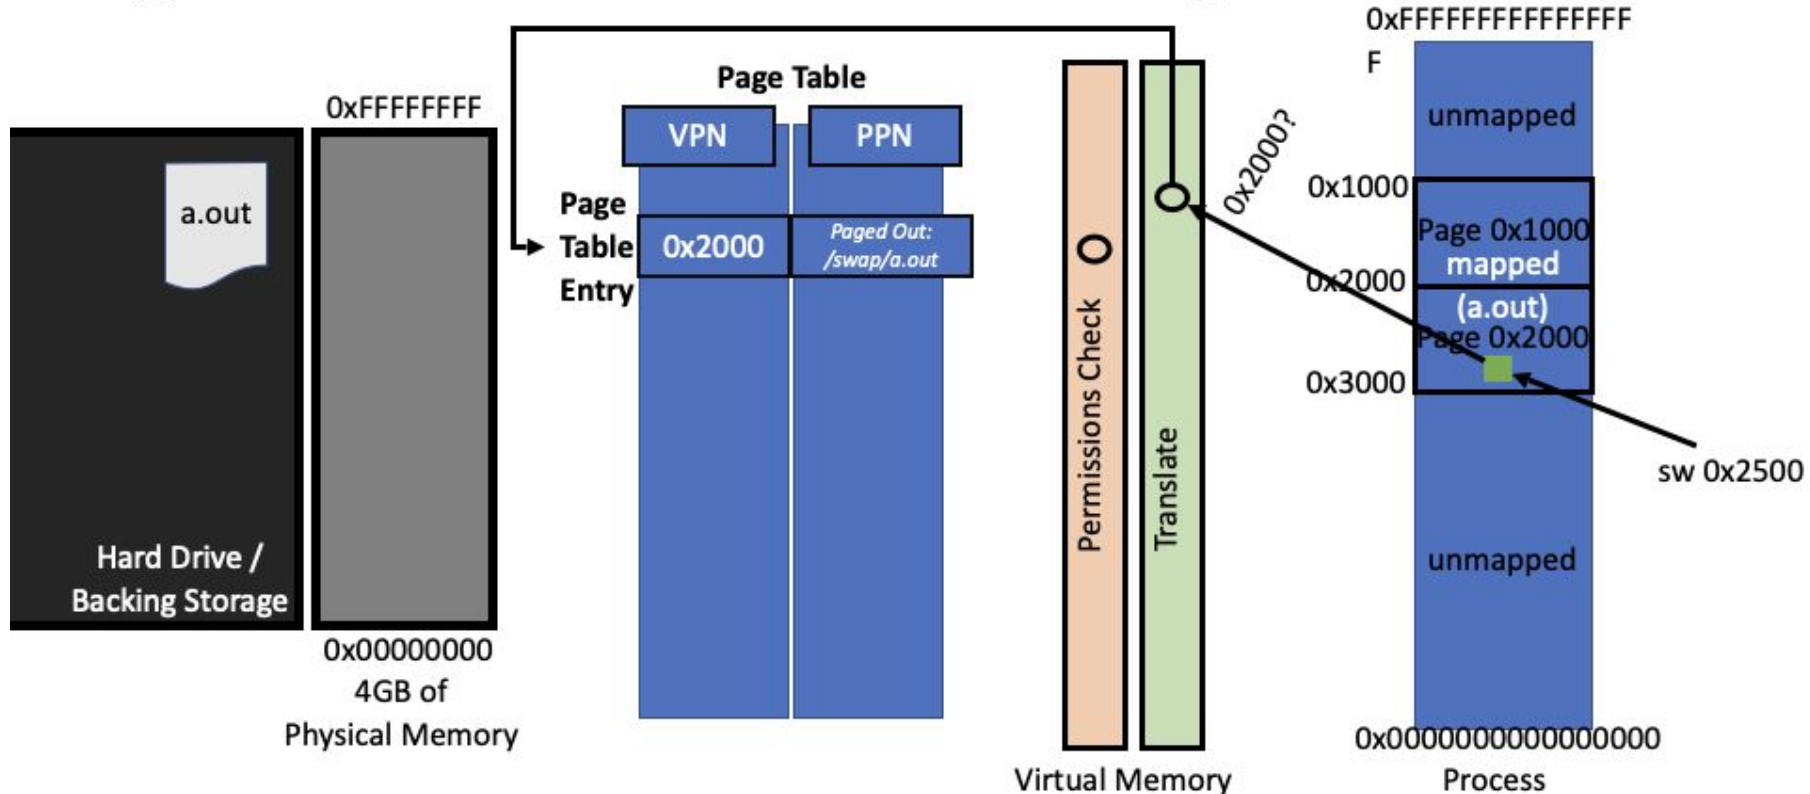 0xFFFFFFFFFFFFFFF
F
unmapped
0x1000
Page 0x1000
mapped
0x2000
(a.out)
Page 0x2000
0x3000
sw 0x2500
unmapped
0x0000000000000000
Process
0x2000?
Permissions Check
Translate
Virtual Memory
Page Table
VPN
PPN
Page
Table
Entry
0x2000
Paged Out:
/swap/a.out
0xFFFFFFFF
0x00000000
4GB of
Physical Memory
a.out
Hard Drive /
Backing Storage